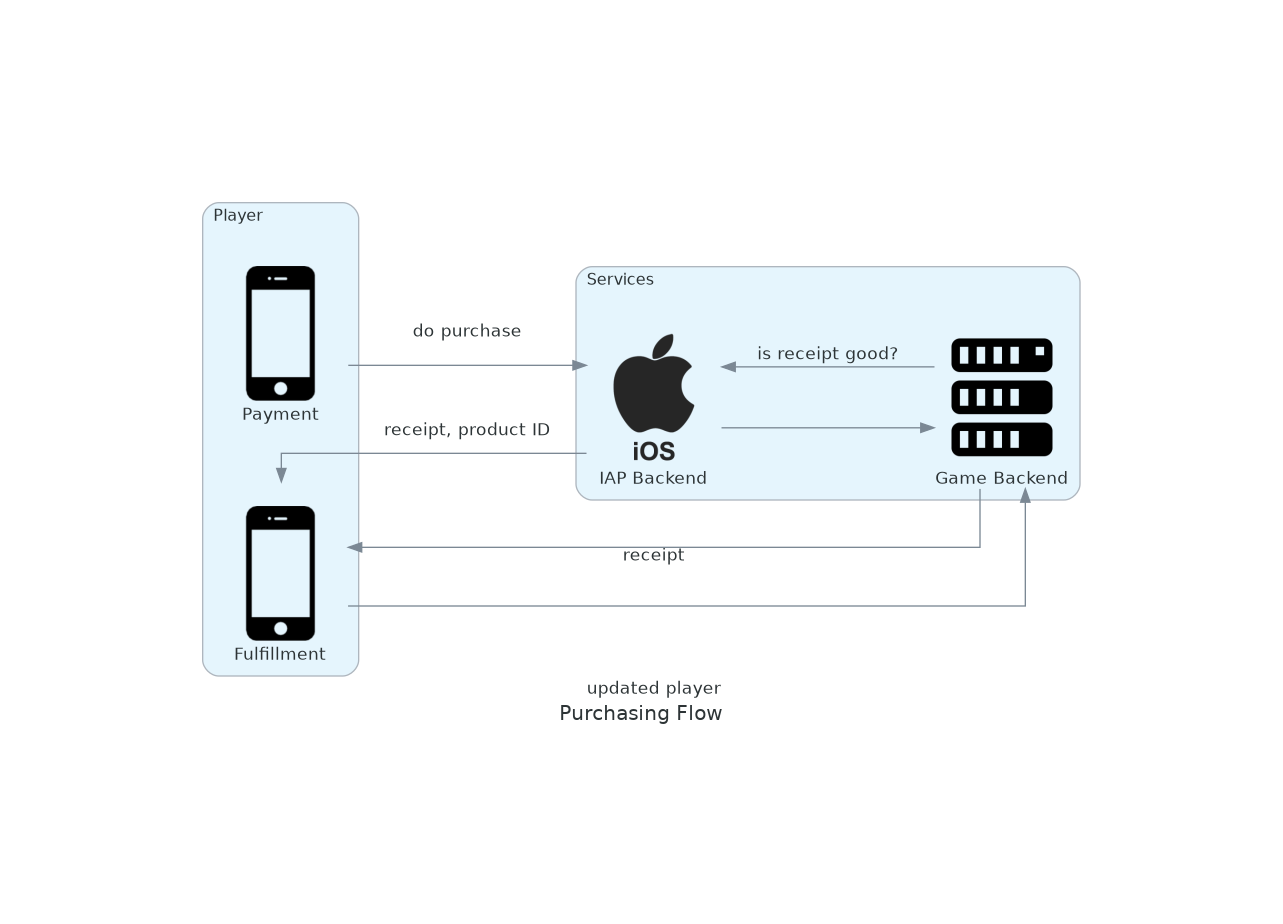 Player
Payment
do purchase
receipt, product ID
Services
is receipt good?
iOS
IAP Backend
Game Backend
receipt
Fulfillment
updated player
Purchasing Flow